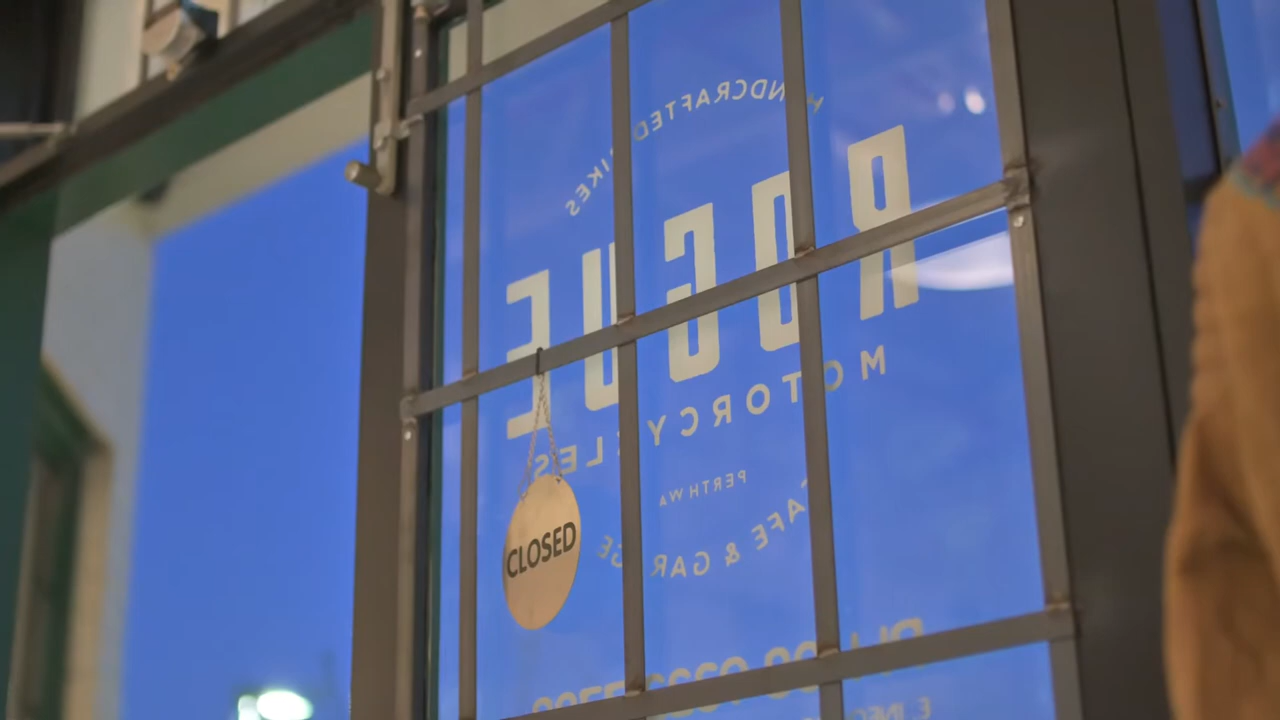 HANDCRAFTED BIKES
ROGUE
MOTORCYCLES
PERTH WA
CAFE & GARAGE
CLOSED